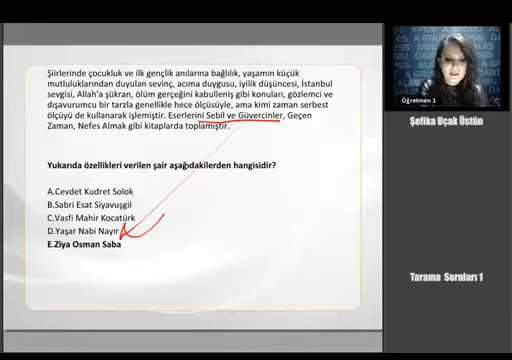 Şiirlerinde çocukluk ve ilk gençlik anılarına bağlılık, yaşamın küçük
mutluluklarından duyulan sevinç, acıma duygusu, iyilik düşüncesi, İstanbul
sevgisi, Allah'a şükran, ölüm gerçeğini kabulleniş gibi konuları, gözlemci ve
dışavurumcu bir tarzla genellikle hece ölçüsüyle, ama kimi zaman serbest
ölçüyü de kullanarak işlemiştir. Eserlerini Sebil ve Güvercinler, Geçen
Zaman, Nefes Almak gibi kitaplarda toplamıştır.
Yukarıda özellikleri verilen şair aşağıdakilerden hangisidir?
A.Cevdet Kudret Solok
B.Sabri Esat Siyavuşgil
C.Vasfi Mahir Kocatürk
D.Yaşar Nabi Nayır
E.Ziya Osman Saba
Öğretmen 1
Şefika Uçak Üstün
Tarama Soruları 1